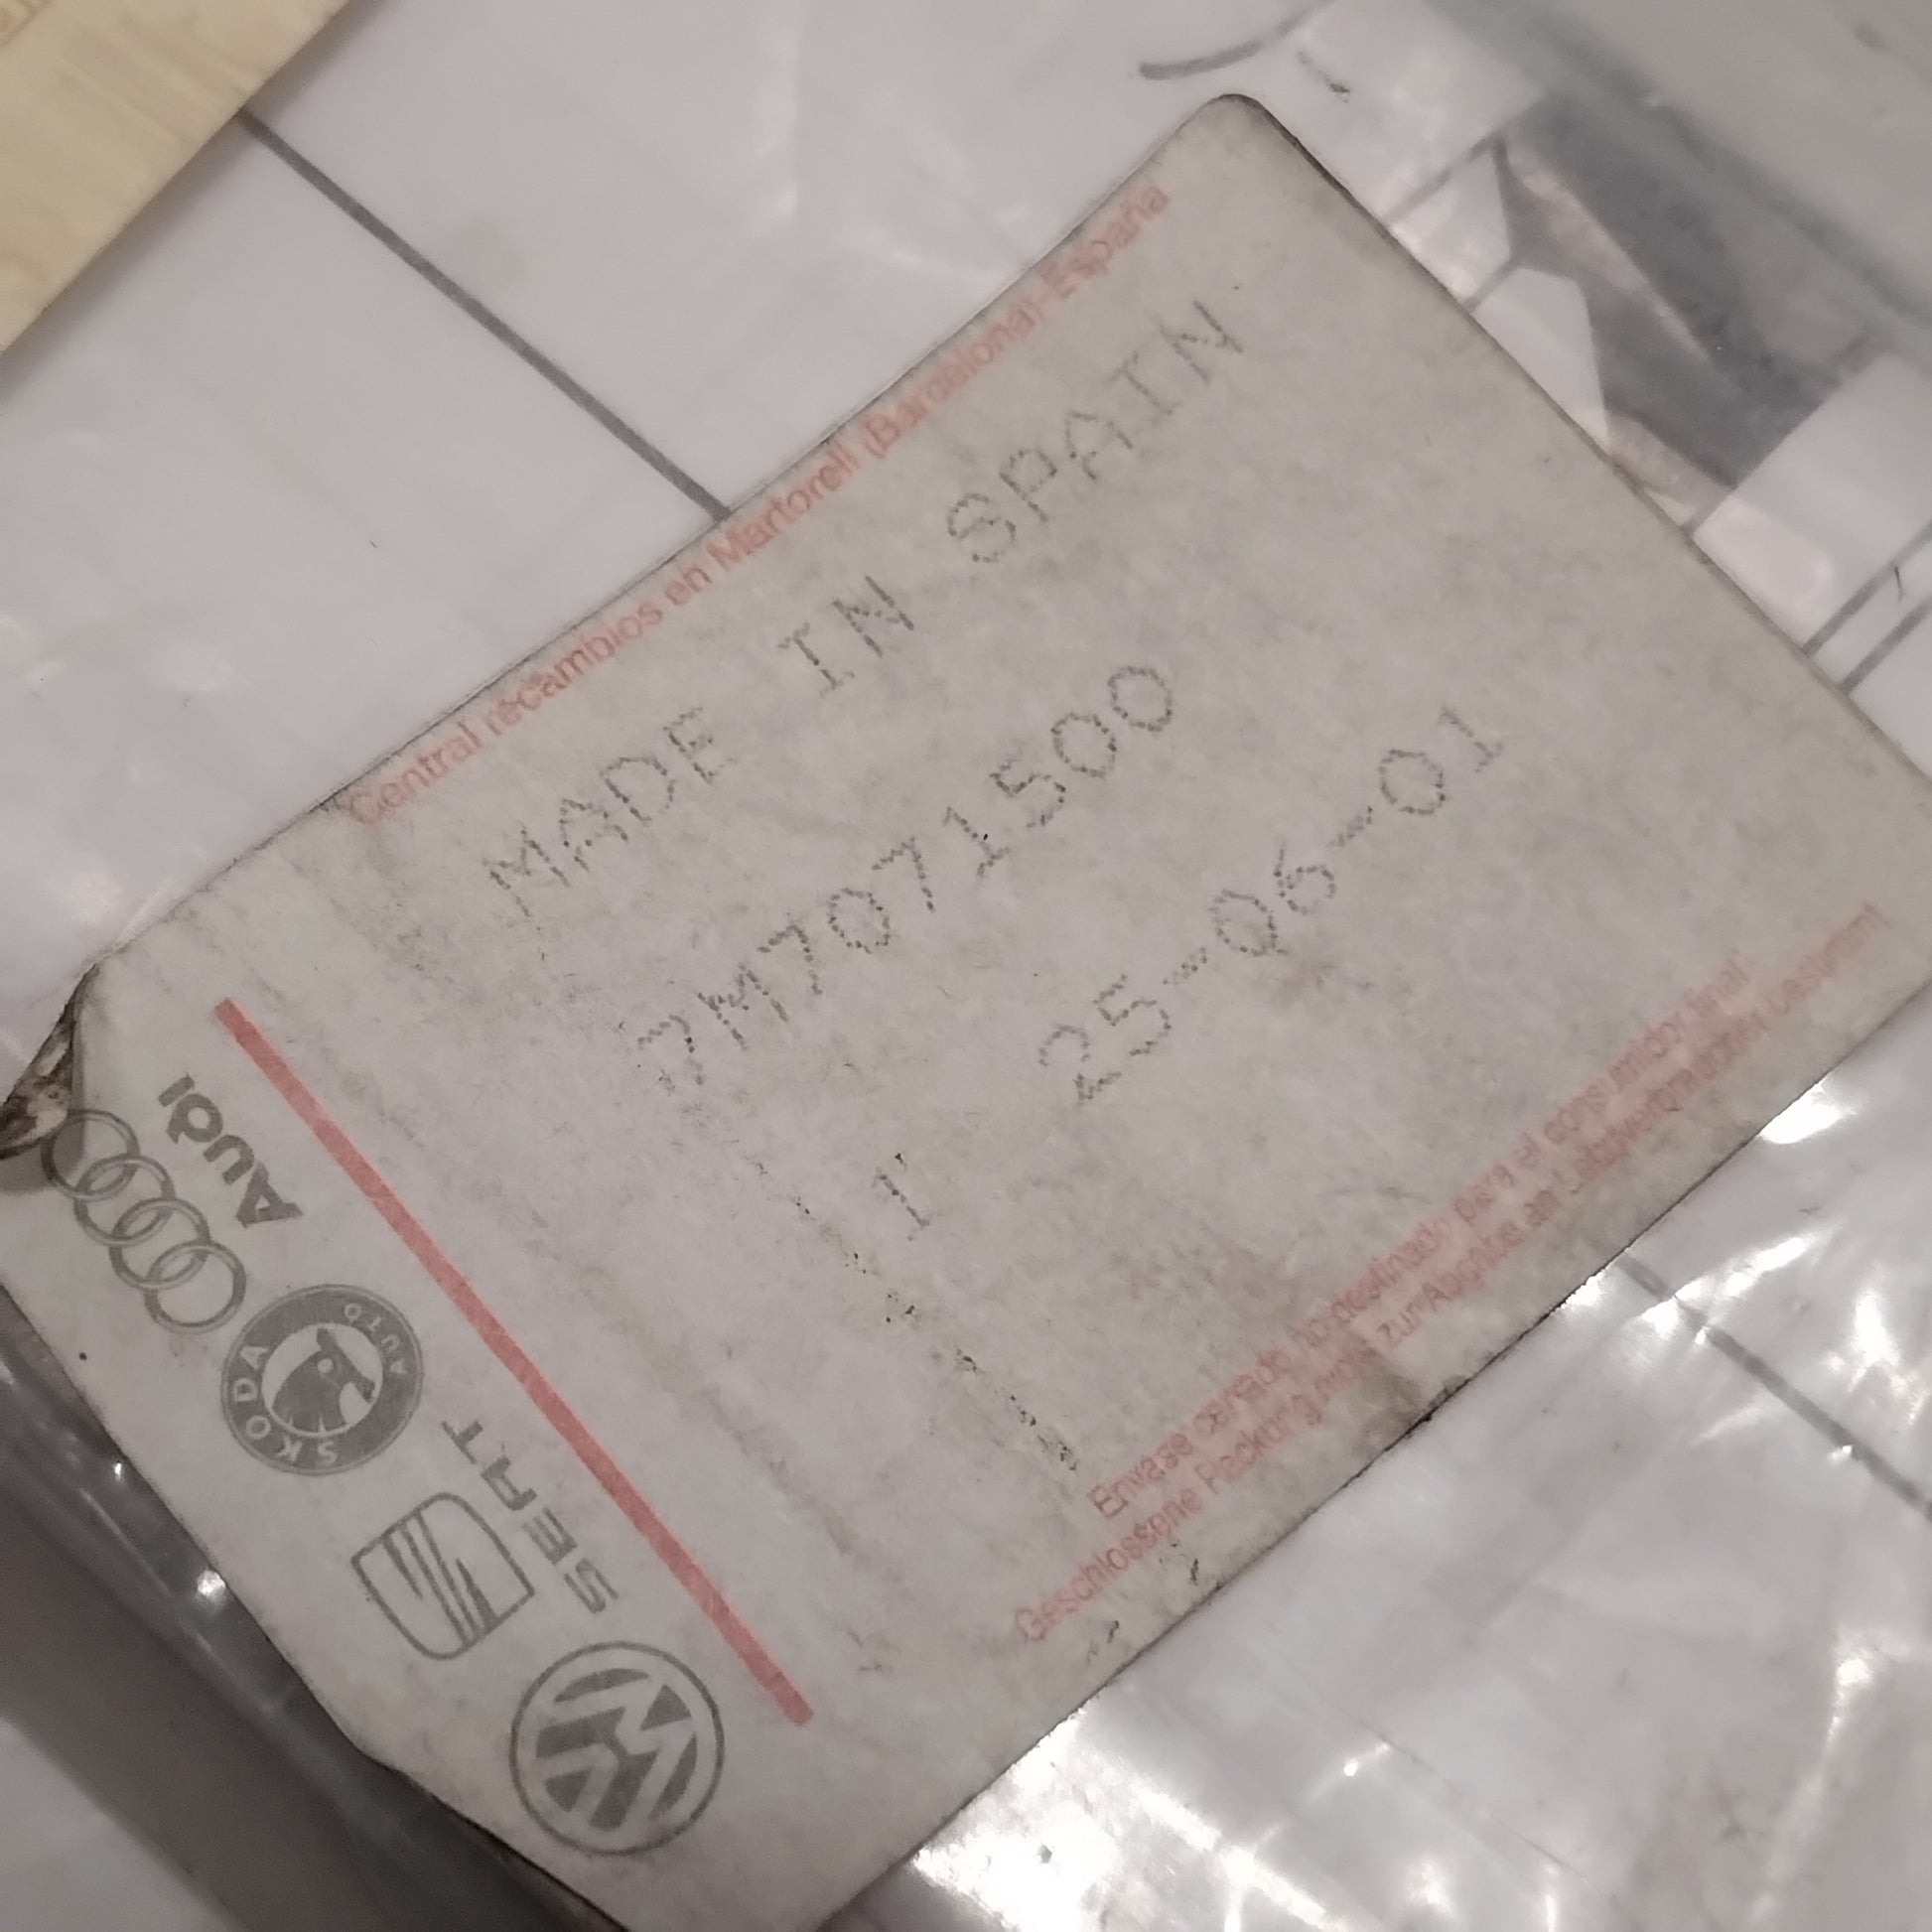 Central recambios en Martorell (Barcelona)-España
MADE IN SPAIN
7M7071500
25-06-01
1
Envase cerrado no destinado para el consumidor final
Geschlossene Packung nicht zur Abgabe an Letztverbraucher bestimmt
Audi
SKODA AUTO
SEAT